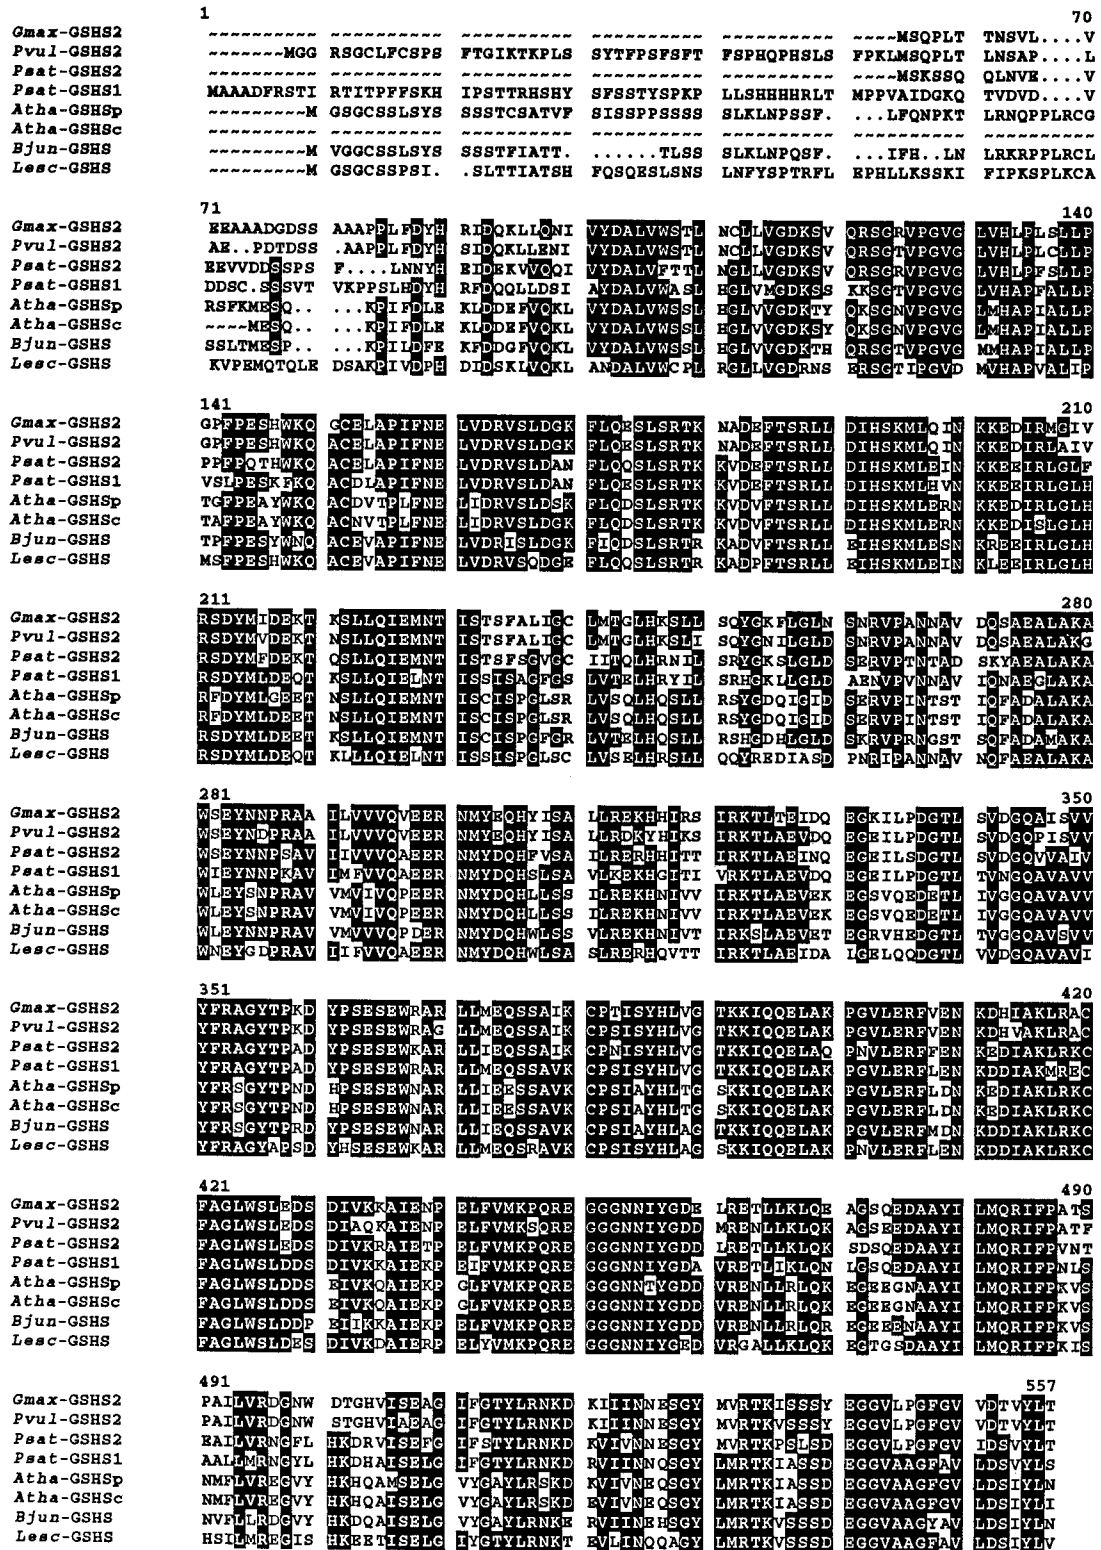 1 70
Gmax-GSHS2 ~~~~~~~~~~ ~~~~~~~~~~ ~~~~~~~~~~ ~~~~~~~~~~ ~~~~~~~~~~ ~~~~MSQPLT TNSVL....V
Pvul-GSHS2 ~~~~~~~MGG RSGCLFCSPS FTGIKTKPLS SYTFPSFSFT FSPHQPHSLS FPKLMSQPLT LNSAP....L
Psat-GSHS2 ~~~~~~~~~~ ~~~~~~~~~~ ~~~~~~~~~~ ~~~~~~~~~~ ~~~~~~~~~~ ~~~~MSKSSQ QLNVE....V
Psat-GSHS1 MAAADFRSTI RTITPFFSKH IPSTTRHSHY SFSSTYSPKP LLSHHHHRLT MPPVAIDGKQ TVDVD....V
Atha-GSHSp ~~~~~~~~~M GSGCSSLSYS SSSTCSATVF SISSPPSSSS SLKLNPSSF. ...LFQNPKT LRNQPPLRCG
Atha-GSHSc ~~~~~~~~~~ ~~~~~~~~~~ ~~~~~~~~~~ ~~~~~~~~~~ ~~~~~~~~~~ ~~~~~~~~~~ ~~~~~~~~~~
Bjun-GSHS ~~~~~~~~~M VGGCSSLSYS SSSTFIATT. ......TLSS SLKLNPQSF. ...IFH..LN LRKRPPLRCL
Lesc-GSHS ~~~~~~~~~M GSGCSSPSI. .SLTTIATSH FQSQESLSNS LNFYSPTRFL EPHLLKSSKI FIPKSPLKCA
71 140
Gmax-GSHS2 EEAAADGDSS AAAPPLFDYH RIDQKLLQNI VYDALVWSTL NCLLVGDKSV QRSGRVPGVG LVHLPLSLLP
Pvul-GSHS2 AE..PDTDSS .AAPPLFDYH RIDQKLLENI VYDALVWSTL NCLLVGDKSV QRSGTVPGVG LVHLPLCLLP
Psat-GSHS2 EEVVDDSSPS F....LNNYH EIDEKVVQQI VYDALVFTTL NGLLVGDKSV QRSGTVPGVG LVHLPFSLLP
Psat-GSHS1 DDSC.SSSVT VKPPSLHDYH RFDQQLLDSI AYDALVWASL HGLVMGDKSS KKSGTVPGVG LVHAPFALLP
Atha-GSHSp RSFKMESQ.. ...KPIFDLE KLDDEFVQKL VYDALVWSSL HGLVVGDKTY QKSGNVPGVG LMHAPIALLP
Atha-GSHSc ~~~~MESQ.. ...KPIFDLE KLDDEFVQKL VYDALVWSSL HGLVVGDKSY QKSGNVPGVG LMHAPIALLP
Bjun-GSHS SSLTMESP.. ...KPILDFE KFDDGFVQKL VYDALVWSSL HGLVVGDKTH QRSGTVPGVG MMHAPIALLP
Lesc-GSHS KVPEMQTQLE DSAKPIVDPH DIDSKLVQKL ANDALVWCPL RGLLVGDRNS ERSGTIPGVD MVHAPVALIP
141 210
Gmax-GSHS2 GPFPESHWKQ GCELAPIFNE LVDRVSLDGK FLQESLSRTK NADEFTSRLL DIHSKMLQIN KKEDIRMGIV
Pvul-GSHS2 GPFPESHWKQ ACELAPIFNE LVDRVSLDGK FLQESLSRTK NADEFTSRLL DIHSKMLQIN KKEDIRLAIV
Psat-GSHS2 PPFPQTHWKQ ACELAPIFNE LVDRVSLDAN FLQQSLSRTK KVDEFTSRLL DIHSKMLEIN KKEEIRLGLF
Psat-GSHS1 VSLPESKFKQ ACDLAPIFNE LVDRVSLDAN FLQESLSRTK KVDEFTSRLL DIHSKMLHVN KKEEIRLGLH
Atha-GSHSp TGFPEAYWKQ ACDVTPLFNE LIDRVSLDSK FLQDSLSRTK KVDVFTSRLL DIHSKMLERN KKEDIRLGLH
Atha-GSHSc TAFPEAYWKQ ACNVTPLFNE LIDRVSLDGK FLQDSLSRTK KVDVFTSRLL DIHSKMLERN KKEDISLGLH
Bjun-GSHS TPFPESYWNQ ACEVAPIFNE LVDRISLDGK FIQDSLSRTR KADVFTSRLL EIHSKMLESN KREEIRLGLH
Lesc-GSHS MSFPESHWKQ ACEVAPIFNE LVDRVSQDGE FLQQSLSRTR KADPFTSRLL EIHSKMLEIN KLEEIRLGLH
211 280
Gmax-GSHS2 RSDYMIDEKT KSLLQIEMNT ISTSFALIGC LMTGLHKSLL SQYGKFLGLN SNRVPANNAV DQSAEALAKA
Pvul-GSHS2 RSDYMVDEKT KSLLQIEMNT ISTSFALIGC LMTGLHKSLI SQYGNILGLN SNRVPANNAV DQSAEALAKG
Psat-GSHS2 RSDYMFDEKT QSLLQIEMNT ISTSFSGVGC IITQLHRNIL SRYGKSLGLD SERVPTNTAD SKYAEALAKA
Psat-GSHS1 RSDYMLDEQT KSLLQIELNT ISSISAGFGS LVTELHRYIL SRHGKLLGLD AENVPVNNAV IQNAEGLAKA
Atha-GSHSp RFDYMLGEET NSLLQIEMNT ISCISPGLSR LVSQLHQSLL RSYGDQIGID SERVPINTST IQFADALAKA
Atha-GSHSc RFDYMLDEET NSLLQIEMNT ISCISPGLSR LVSQLHQSLL RSYGDQIGID SERVPINTST IQFADALAKA
Bjun-GSHS RSDYMLDEET KSLLQIEMNT ISCISPGFGR LVTELHQSLL RSHGDHLGLD SKRVPRNGST SQFADAMAKA
Lesc-GSHS RSDYMLDEQT KLLLQIELNT ISSISPGLSC LVSELHRSLL QQYREDIASD PNRIPANNAV NQFAEALAKA
281 350
Gmax-GSHS2 WSEYNNPRAA ILVVVQVEER NMYEQHYISA LLREKHHIRS IRKTLTEIDQ EGKILPDGTL SVDGQAISVV
Pvul-GSHS2 WSEYNDPRAA ILVVVQVEER NMYEQHYISA LLRDKYHIKS IRKTLAEVDQ EGEILPDGTL SVDGQPISVV
Psat-GSHS2 WSEYNNPSAV IIVVVQAEER NMYDQHFVSA ILRERHHITT IRKTLAEINQ EGEILSDGTL SVDGQVVAIV
Psat-GSHS1 WIEYNNPKAV IMFVVQAEER NMYDQHSLSA VLKEKHGITI VRKTLAEVDQ EGEILPDGTL TVNGQAVAVV
Atha-GSHSp WLEYSNPRAV VMVIVQPEER NMYDQHLLSS ILREKHNIVV IRKTLAEVEK EGSVQEDETL IVGGQAVAVV
Atha-GSHSc WLEYSNPRAV VMVIVQPEER NMYDQHLLSS ILREKHNIVV IRKTLAEVEK EGSVQEDETL IVGGQAVAVV
Bjun-GSHS WLEYNNPRAV VMVVVQPDER NMYDQHWLSS VLREKHNIVT IRKSLAEVET EGRVHEDGTL TVGGQAVSVV
Lesc-GSHS WNEYGDPRAV IIFVVQAEER NMYDQHWLSA SLRERHQVTT IRKTLAEIDA LGELQQDGTL VVDGQAVAVI
351 420
Gmax-GSHS2 YFRAGYTPKD YPSESEWRAR LLMEQSSAIK CPTISYHLVG TKKIQQELAK PGVLERFVEN KDHIAKLRAC
Pvul-GSHS2 YFRAGYTPKD YPSESEWRAG LLMEQSSAIK CPSISYHLVG TKKIQQELAK PGVLERFVEN KDHVAKLRAC
Psat-GSHS2 YFRAGYTPAD YPSESEWKAR LLIEQSSAIK CPNISYHLVG TKKIQQELAQ PNVLERFFEN KEDIAKLRKC
Psat-GSHS1 YFRAGYTPAD YPSESEWRAR LLMEQSSAVK CPSISYHLVG TKKIQQELAK PGVLERFLEN KDDIAKMREC
Atha-GSHSp YFRSGYTPND HPSESEWNAR LLIEESSAVK CPSIAYHLTG SKKIQQELAK PGVLERFLDN KEDIAKLRKC
Atha-GSHSc YFRSGYTPND HPSESEWNAR LLIEESSAVK CPSIAYHLTG SKKIQQELAK PGVLERFLDN KEDIAKLRKC
Bjun-GSHS YFRSGYTPRD YPSESEWNAR LLIEQSSAVK CPSIAYHLAG TKKIQQELAK PGVLERFMDN KDDIAKLRKC
Lesc-GSHS YFRAGYAPSD YHSESEWKAR LLMEQSRAVK CPSISYHLAG SKKIQQELAK PNVLERFLEN KDDIAKLRKC
421 490
Gmax-GSHS2 FAGLWSLEDS DIVKKAIENP ELFVMKPQRE GGGNNIYGDE LRETLLKLQE AGSQEDAAYI LMQRIFPATS
Pvul-GSHS2 FAGLWSLEDS DIAQKAIENP ELFVMKSQRE GGGNNIYGDD MRENLLKLQK AGSEEDAAYI LMQRIFPATF
Psat-GSHS2 FAGLWSLEDS DIVKRAIETP ELFVMKPQRE GGGNNIYGDD LRETLLKLQK SDSQEDAAYI LMQRIFPVNT
Psat-GSHS1 FAGLWSLDDS DIVKKAIEKP EIFVMKPQRE GGGNNIYGDA VRETLIKLQN LGSQEDAAYI LMQRIFPNLS
Atha-GSHSp FAGLWSLDDS EIVKQAIEKP GLFVMKPQRE GGGNNTYGDD VRENLLRLQK EGEEGNAAYI LMQRIFPKVS
Atha-GSHSc FAGLWSLDDS EIVKQAIEKP GLFVMKPQRE GGGNNIYGDD VRENLLRLQK EGEEGNAAYI LMQRIFPKVS
Bjun-GSHS FAGLWSLDDP EIIKKAIEKP ELFVMKPQRE GGGNNIYGDD VRENLLRLQR EGKEENAAYI LMQRIFPKVS
Lesc-GSHS FAGLWSLDES DIVKDAIERP ELYVMKPQRE GGGNNIYGED VRGALLKLQK EGTGSDAAYI LMQRIFPKIS
491 557
Gmax-GSHS2 PAILVRDGNW DTGHVISEAG IFGTYLRNKD KIIINNESGY MVRTKISSSY EGGVLPGFGV VDTVYLT
Pvul-GSHS2 PAILVRDGNW STGHVIAEAG IFGTYLRNKD KIIINNESGY MVRTKISSSY EGGVLPGFGV VDTVYLT
Psat-GSHS2 EAILVRNGFL HKDRVISEFG IFSTYLRNKD KVIVNNESGY MVRTKPSLSD EGGVLPGFGV IDSVYLT
Psat-GSHS1 AALLMRNGYL HKDHAISELG IFGTYLRNKD RVIINNQSGY LMRTKIASSD EGGVAAGFAV LDSVYLS
Atha-GSHSp NMFLVREGVY HKHQAMSELG VYGAYLRSKD KVIVNEQSGY LMRTKIASSD EGGVAAGFGV LDSIYLN
Atha-GSHSc NMFLVREGVY HKHQAISELG VYGAYLRSKD EVIVNEQSGY LMRTKIASSD EGGVAAGFGV LDSIYLI
Bjun-GSHS NVFLLRDGVY HKDQAISELG VYGAYLRNKE RVIINEHSGY LMRTKVSSSD EGGVAAGYAV LDSIYLN
Lesc-GSHS HSILMREGIS HKEETISELG IYGTYLRNKT EVLINQQAGY LMRTKVSSSD EGGVAAGFAV LDSIYLV